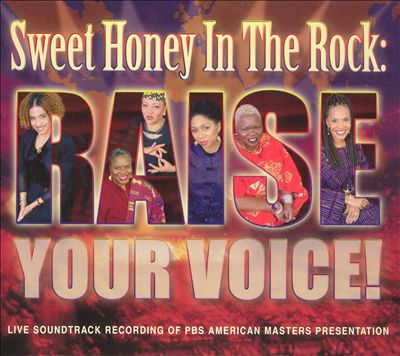 Sweet Honey In The Rock:
RAISE
YOUR VOICE!
LIVE SOUNDTRACK RECORDING OF PBS AMERICAN MASTERS PRESENTATION